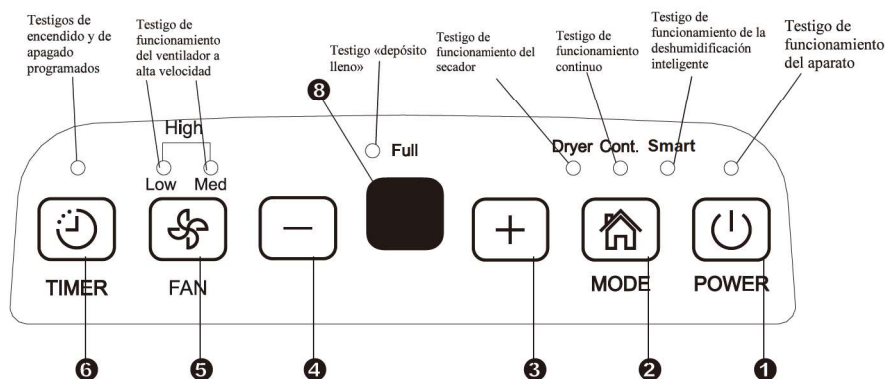 Testigos de
encendido y de
apagado
programados
Testigo de
funcionamiento
del ventilador a
alta velocidad
Testigo «depósito
lleno»
Testigo de
funcionamiento del
secador
Testigo de
funcionamiento
continuo
Testigo de
funcionamiento de la
deshumidificación
inteligente
Testigo de
funcionamiento
del aparato
8
High
Full
Dryer Cont. Smart
Low Med
TIMER FAN MODE POWER
6 5 4 3 2 1